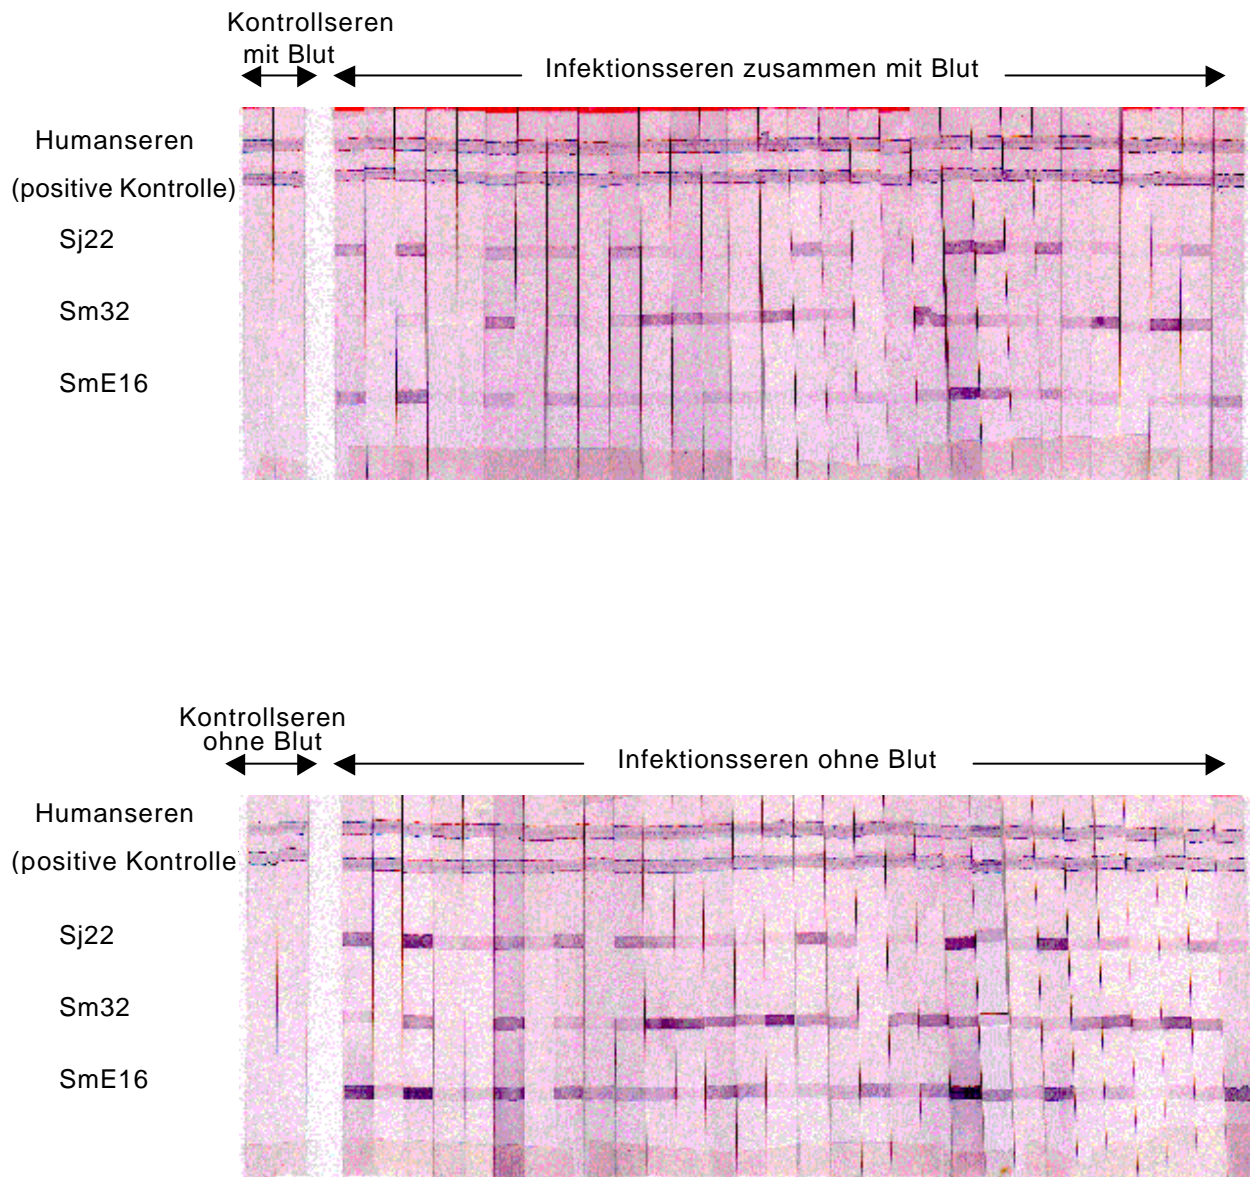 Kontrollseren
mit Blut
Infektionsseren zusammen mit Blut
Humanseren
(positive Kontrolle)
Sj22
Sm32
SmE16
Kontrollseren
ohne Blut
Infektionsseren ohne Blut
Humanseren
(positive Kontrolle
Sj22
Sm32
SmE16